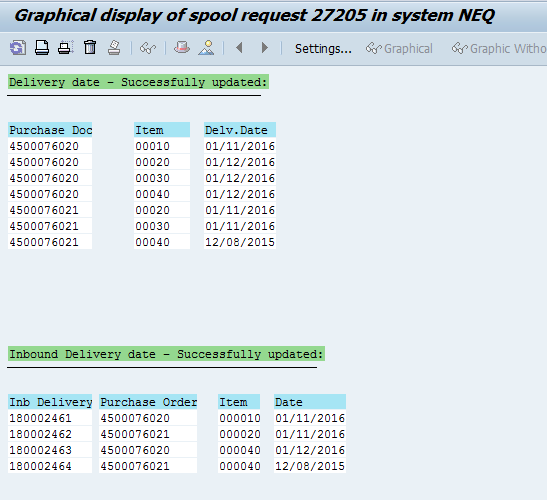 Graphical display of spool request 27205 in system NEQ
Settings... Graphical Graphic Witho
Delivery date - Successfully updated:
Purchase Doc Item Delv.Date
4500076020 00010 01/11/2016
4500076020 00020 01/12/2016
4500076020 00030 01/12/2016
4500076020 00040 01/12/2016
4500076021 00020 01/11/2016
4500076021 00030 01/11/2016
4500076021 00040 12/08/2015
Inbound Delivery date - Successfully updated:
Inb Delivery Purchase Order Item Date
180002461 4500076020 000010 01/11/2016
180002462 4500076021 000020 01/11/2016
180002463 4500076020 000040 01/12/2016
180002464 4500076021 000040 12/08/2015